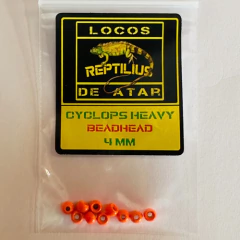 LOCOS
REPTILIUS
DE ATAR
CYCLOPS HEAVY
BEADHEAD
4 MM